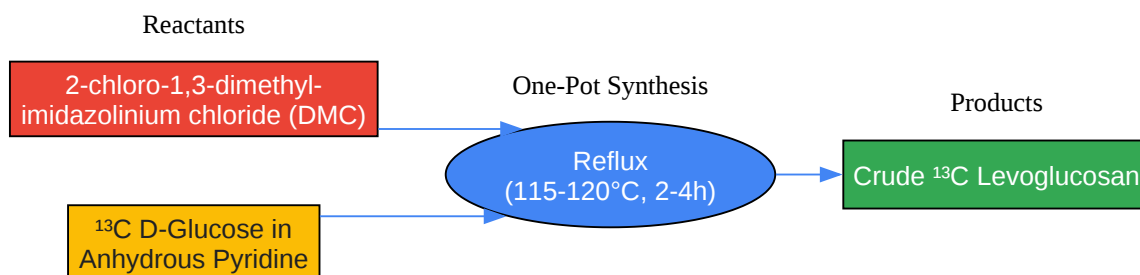 Reactants
2-chloro-1,3-dimethyl-
imidazolinium chloride (DMC)
One-Pot Synthesis
Products
Reflux
(115-120°C, 2-4h)
Crude ¹³C Levoglucosan
¹³C D-Glucose in
Anhydrous Pyridine